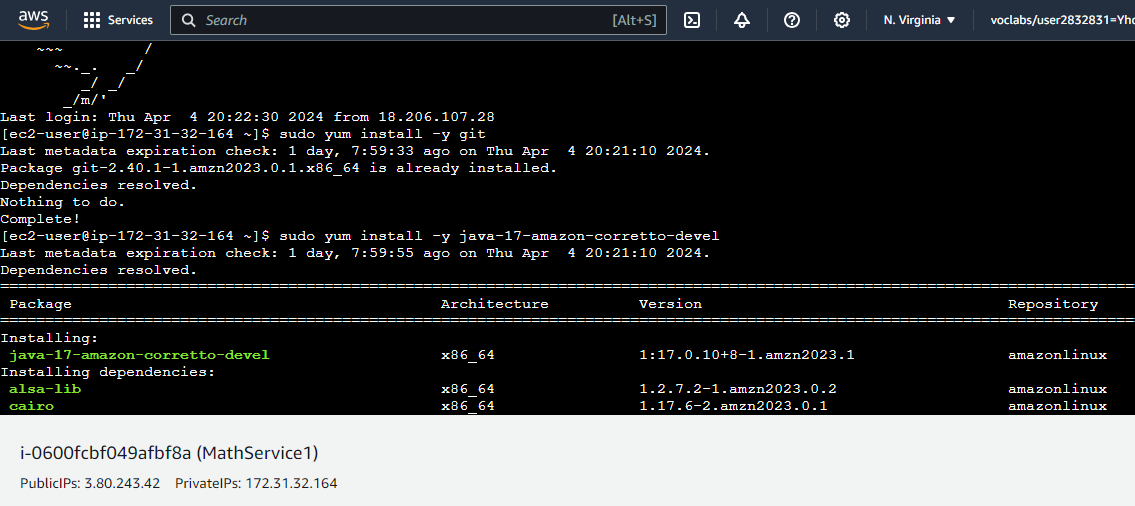 aws Services Search [Alt+S] N. Virginia ▼ voclabs/user2832831=Yho
~~~ /
~~._. _/
_/ _/
_/m/'
Last login: Thu Apr  4 20:22:30 2024 from 18.206.107.28
[ec2-user@ip-172-31-32-164 ~]$ sudo yum install -y git
Last metadata expiration check: 1 day, 7:59:33 ago on Thu Apr  4 20:21:10 2024.
Package git-2.40.1-1.amzn2023.0.1.x86_64 is already installed.
Dependencies resolved.
Nothing to do.
Complete!
[ec2-user@ip-172-31-32-164 ~]$ sudo yum install -y java-17-amazon-corretto-devel
Last metadata expiration check: 1 day, 7:59:55 ago on Thu Apr  4 20:21:10 2024.
Dependencies resolved.
Package Architecture Version Repository
Installing:
java-17-amazon-corretto-devel x86_64 1:17.0.10+8-1.amzn2023.1 amazonlinux
Installing dependencies:
alsa-lib x86_64 1.2.7.2-1.amzn2023.0.2 amazonlinux
cairo x86_64 1.17.6-2.amzn2023.0.1 amazonlinux
i-0600fcbf049afbf8a (MathService1)
PublicIPs: 3.80.243.42 PrivateIPs: 172.31.32.164